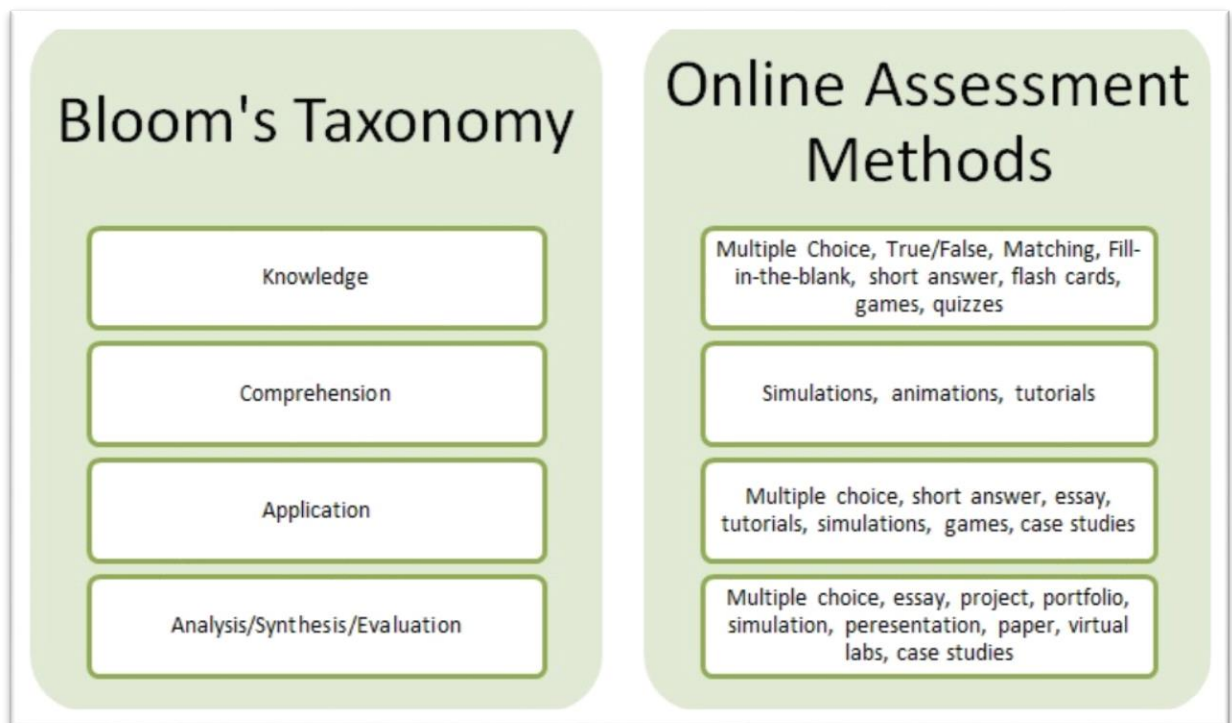 Bloom's Taxonomy
Knowledge
Comprehension
Application
Analysis/Synthesis/Evaluation
Online Assessment
Methods
Multiple Choice, True/False, Matching, Fill-
in-the-blank, short answer, flash cards,
games, quizzes
Simulations, animations, tutorials
Multiple choice, short answer, essay,
tutorials, simulations, games, case studies
Multiple choice, essay, project, portfolio,
simulation, peresentation, paper, virtual
labs, case studies